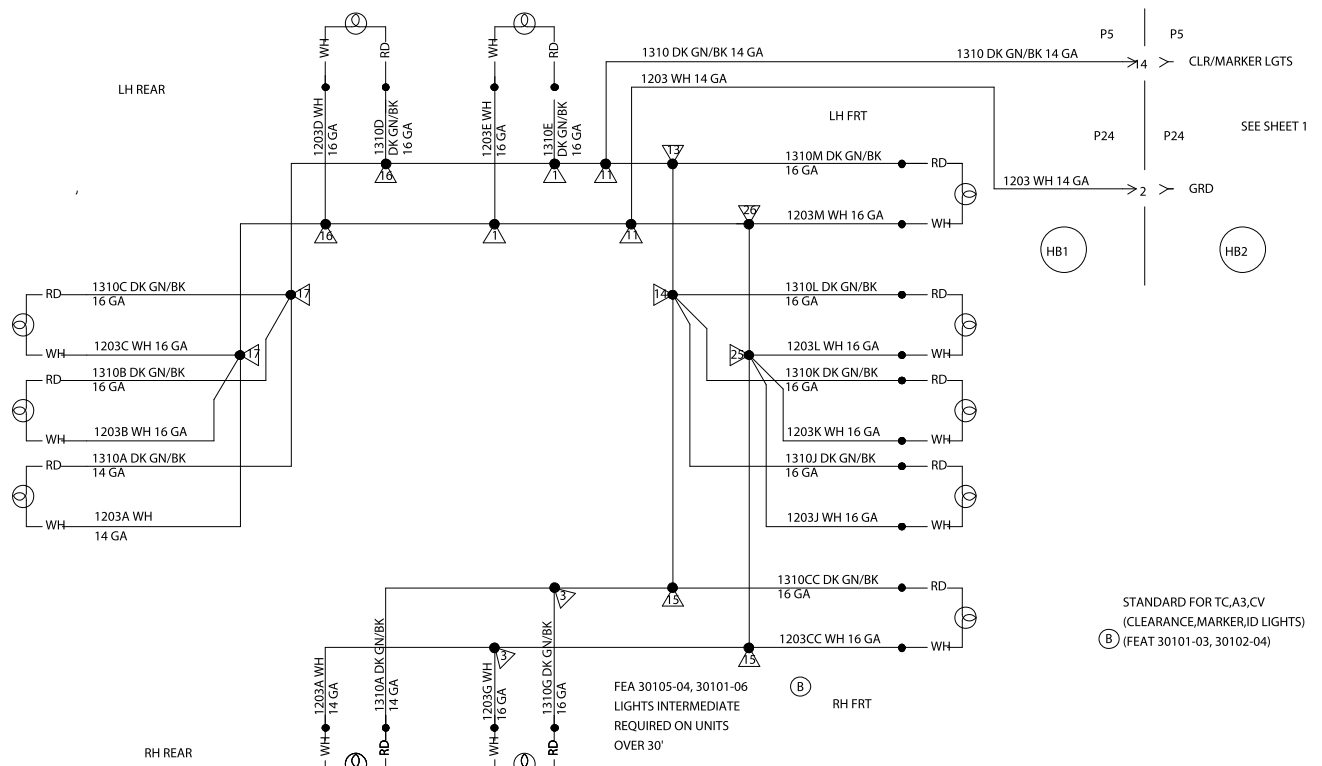 P5 P5
1310 DK GN/BK 14 GA
1310 DK GN/BK 14 GA
14
CLR/MARKER LGTS
1203 WH 14 GA
WH
RD
WH
RD
LH REAR
LH FRT
P24 P24
SEE SHEET 1
1203D WH
16 GA
1310D
DK GN/BK
16 GA
1203E WH
16 GA
1310E
DK GN/BK
16 GA
13
1310M DK GN/BK
16 GA
RD
16
1
11
1203 WH 14 GA
2
GRD
26
1203M WH 16 GA
WH
16
1
11
HB1
HB2
RD
1310C DK GN/BK
16 GA
17
14
1310L DK GN/BK
16 GA
RD
WH
1203C WH 16 GA
17
25
1203L WH 16 GA
WH
RD
1310B DK GN/BK
16 GA
1310K DK GN/BK
16 GA
RD
WH
1203B WH 16 GA
1203K WH 16 GA
WH
RD
1310A DK GN/BK
14 GA
1310J DK GN/BK
16 GA
RD
WH
1203A WH
14 GA
1203J WH 16 GA
WH
3
15
1310CC DK GN/BK
16 GA
RD
3
15
1203CC WH 16 GA
WH
STANDARD FOR TC,A3,CV
(CLEARANCE,MARKER,ID LIGHTS)
B (FEAT 30101-03, 30102-04)
1203A WH
14 GA
1310A DK GN/BK
14 GA
1203G WH
16 GA
1310G DK GN/BK
16 GA
FEA 30105-04, 30101-06
LIGHTS INTERMEDIATE
REQUIRED ON UNITS
OVER 30'
B
RH FRT
RH REAR
WH
RD
WH
RD